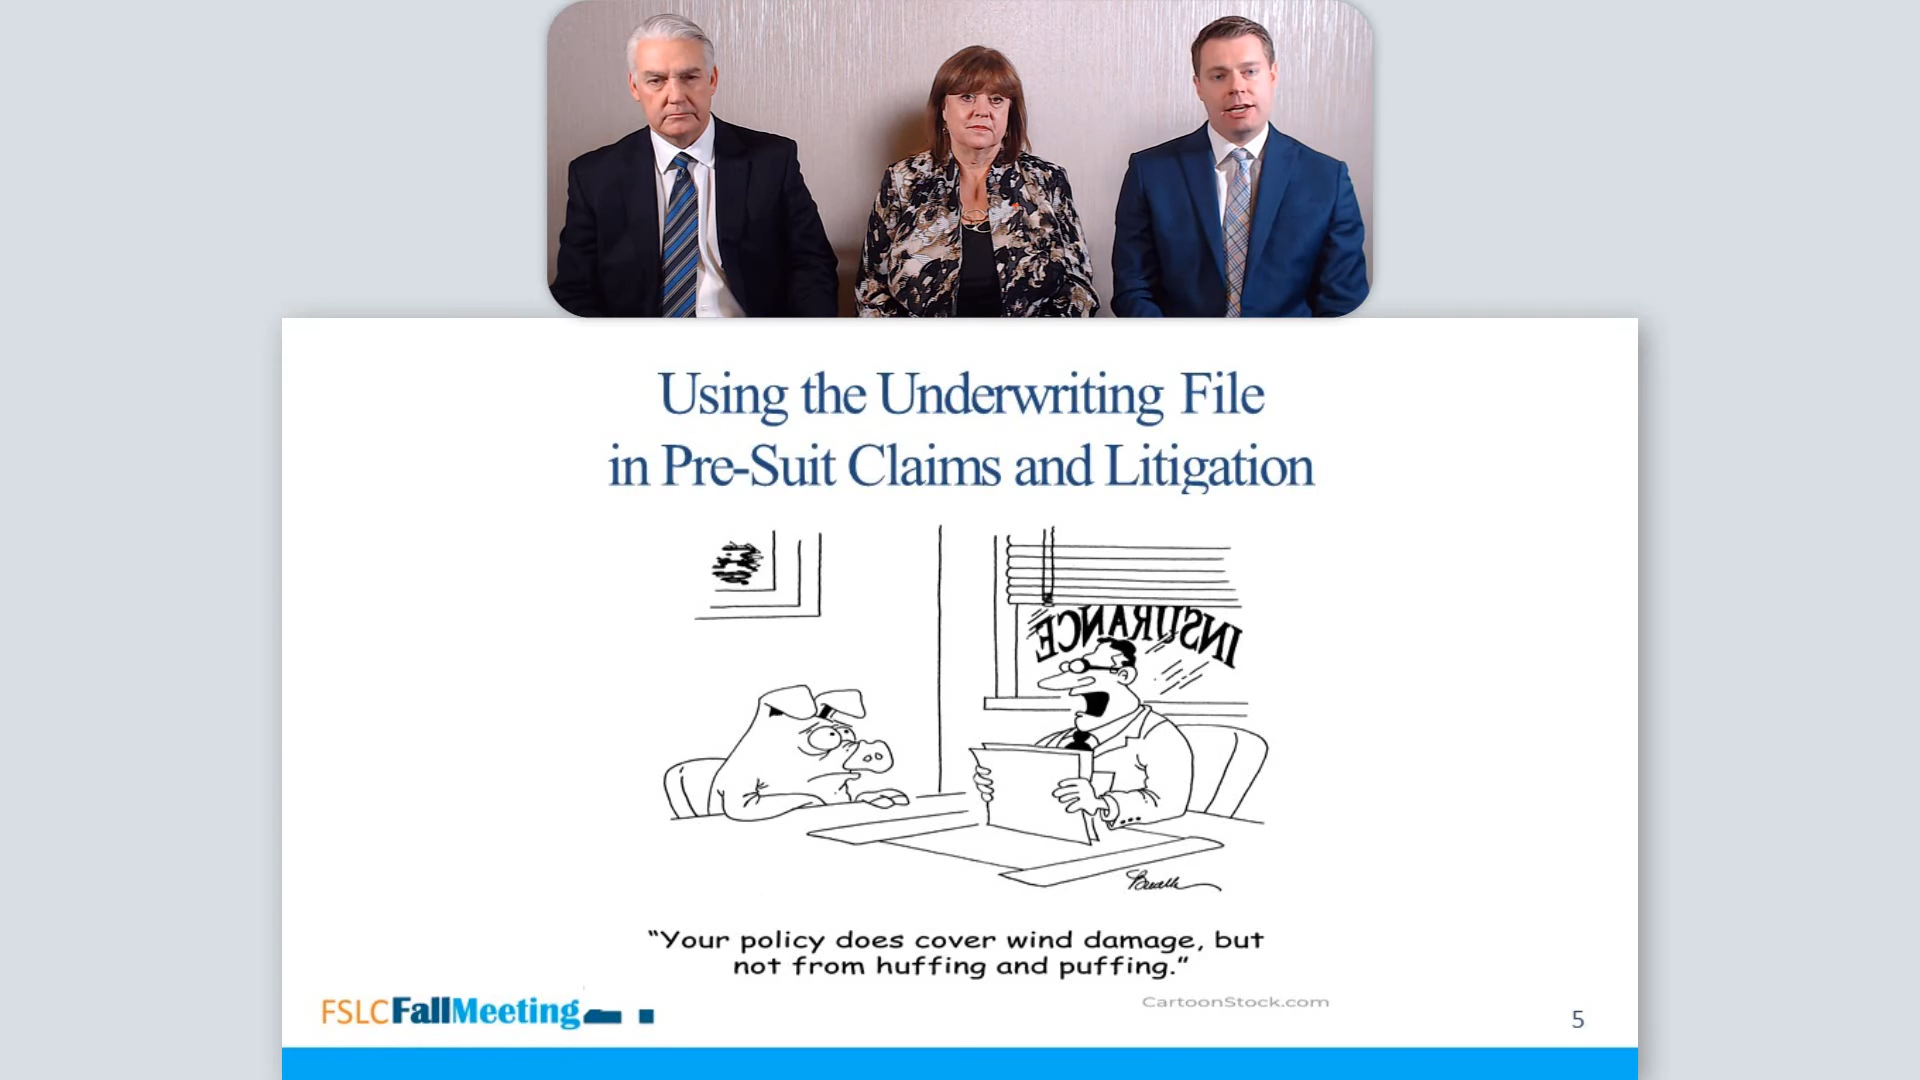 Using the Underwriting File
in Pre-Suit Claims and Litigation
INSURANCE
“Your policy does cover wind damage, but
not from huffing and puffing.”
CartoonStock.com
FSLCFallMeeting
5